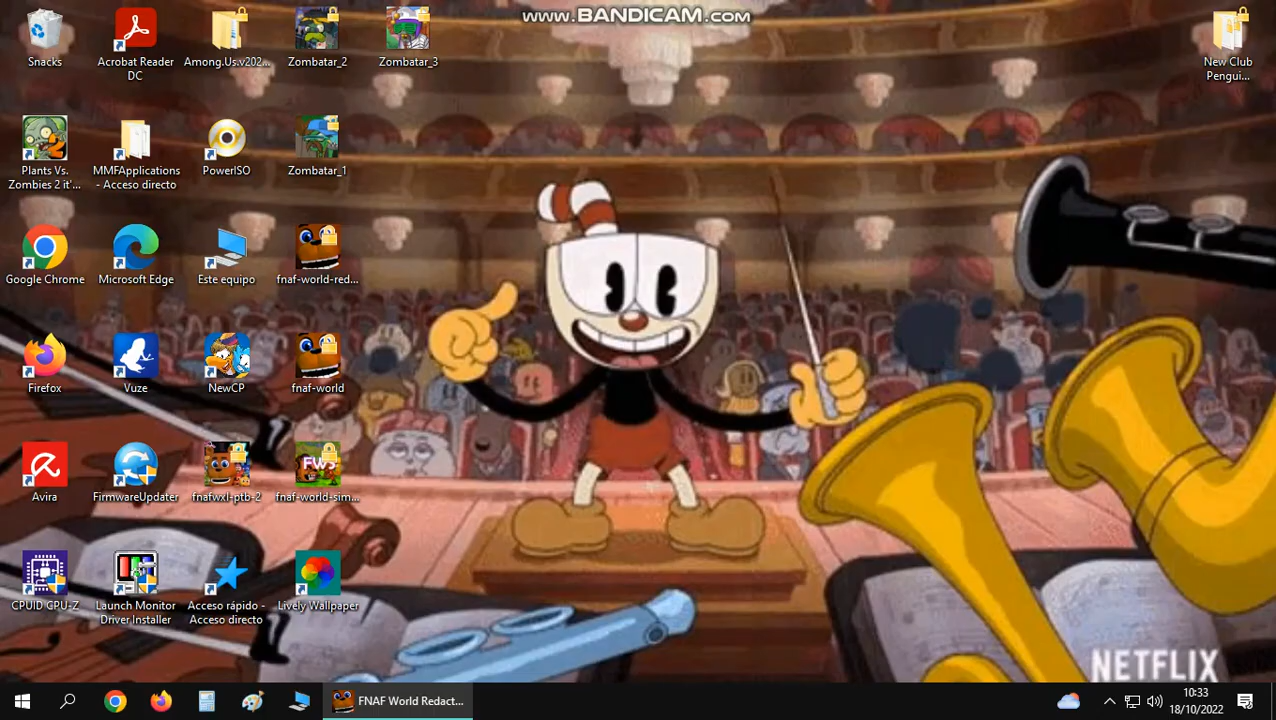 www.BANDICAM.com
Snacks
Acrobat Reader
DC
Among.Us.v202...
Zombatar_2
Zombatar_3
New Club
Pengui...
Plants Vs.
Zombies 2 it'...
MMFApplications
- Acceso directo
PowerISO
Zombatar_1
Google Chrome
Microsoft Edge
Este equipo
fnaf-world-red...
Firefox
Vuze
NewCP
fnaf-world
FWS
Avira
FirmwareUpdater
fnafwxl-ptb-2
fnaf-world-sim...
CPUID CPU-Z
Launch Monitor
Driver Installer
Acceso rápido -
Acceso directo
Lively Wallpaper
NETFLIX
FNAF World Redact...
10:33
18/10/2022